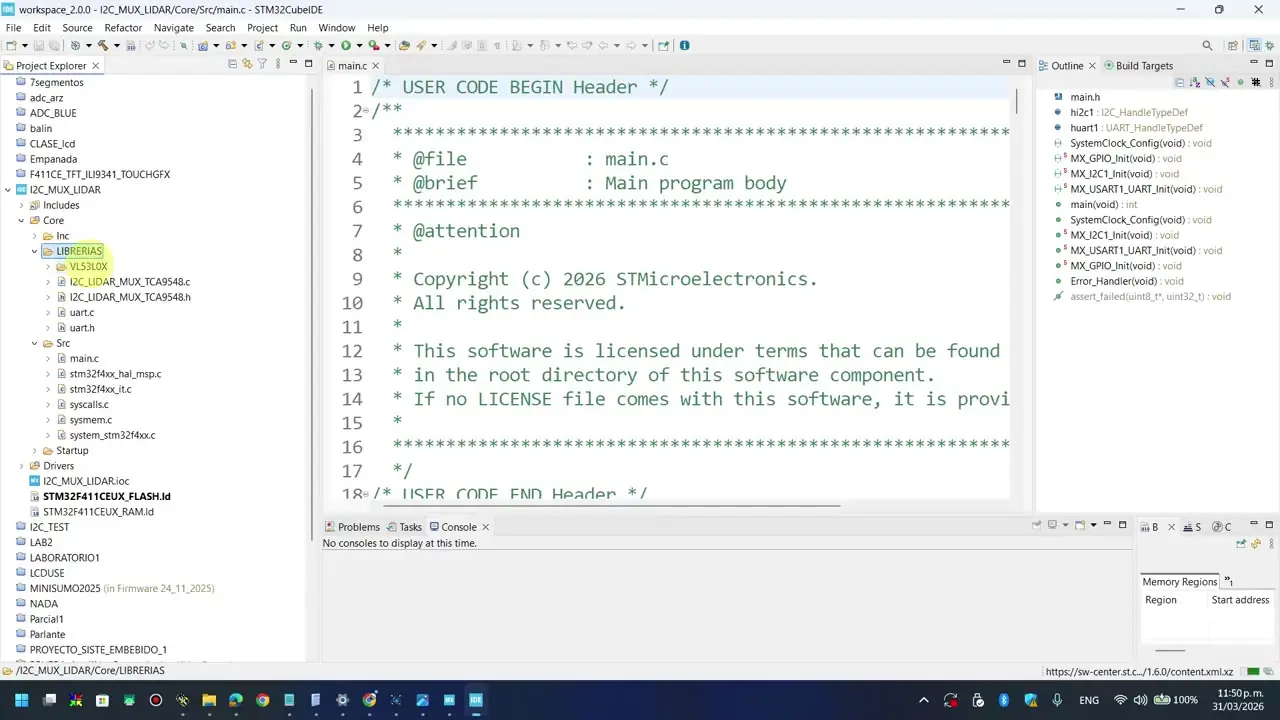 workspace_2.0.0 - I2C_MUX_LIDAR/Core/Src/main.c - STM32CubeIDE
File Edit Source Refactor Navigate Search Project Run Window Help
Project Explorer
7segmentos
adc_arz
ADC_BLUE
balin
CLASE_lcd
Empanada
F411CE_TFT_ILI9341_TOUCHGFX
I2C_MUX_LIDAR
Includes
Core
Inc
LIBRERIAS
VL53L0X
I2C_LIDAR_MUX_TCA9548.c
I2C_LIDAR_MUX_TCA9548.h
uart.c
uart.h
Src
main.c
stm32f4xx_hal_msp.c
stm32f4xx_it.c
syscalls.c
sysmem.c
system_stm32f4xx.c
Startup
Drivers
I2C_MUX_LIDAR.ioc
STM32F411CEUX_FLASH.ld
STM32F411CEUX_RAM.ld
I2C_TEST
LAB2
LABORATORIO1
LCDUSE
MINISUMO2025 (in Firmware 24_11_2025)
NADA
Parcial1
Parlante
PROYECTO_SISTE_EMBEBIDO_1
main.c
1 /* USER CODE BEGIN Header */
2 /**
3 **********************************************************
4 * @file : main.c
5 * @brief : Main program body
6 **********************************************************
7 * @attention
8 *
9 * Copyright (c) 2026 STMicroelectronics.
10 * All rights reserved.
11 *
12 * This software is licensed under terms that can be found
13 * in the root directory of this software component.
14 * If no LICENSE file comes with this software, it is provi
15 *
16 **********************************************************
17 */
18 /* USER CODE END Header */
Problems Tasks Console
No consoles to display at this time.
Outline Build Targets
main.h
hi2c1 : I2C_HandleTypeDef
huart1 : UART_HandleTypeDef
SystemClock_Config(void) : void
MX_GPIO_Init(void) : void
MX_I2C1_Init(void) : void
MX_USART1_UART_Init(void) : void
main(void) : int
SystemClock_Config(void) : void
MX_I2C1_Init(void) : void
MX_USART1_UART_Init(void) : void
MX_GPIO_Init(void) : void
Error_Handler(void) : void
assert_failed(uint8_t*, uint32_t) : void
B S C
Memory Regions »1
Region Start address
/I2C_MUX_LIDAR/Core/LIBRERIAS
https://sw-center.st.c.../1.6.0/content.xml.xz
ENG
100%
11:50 p.m.
31/03/2026